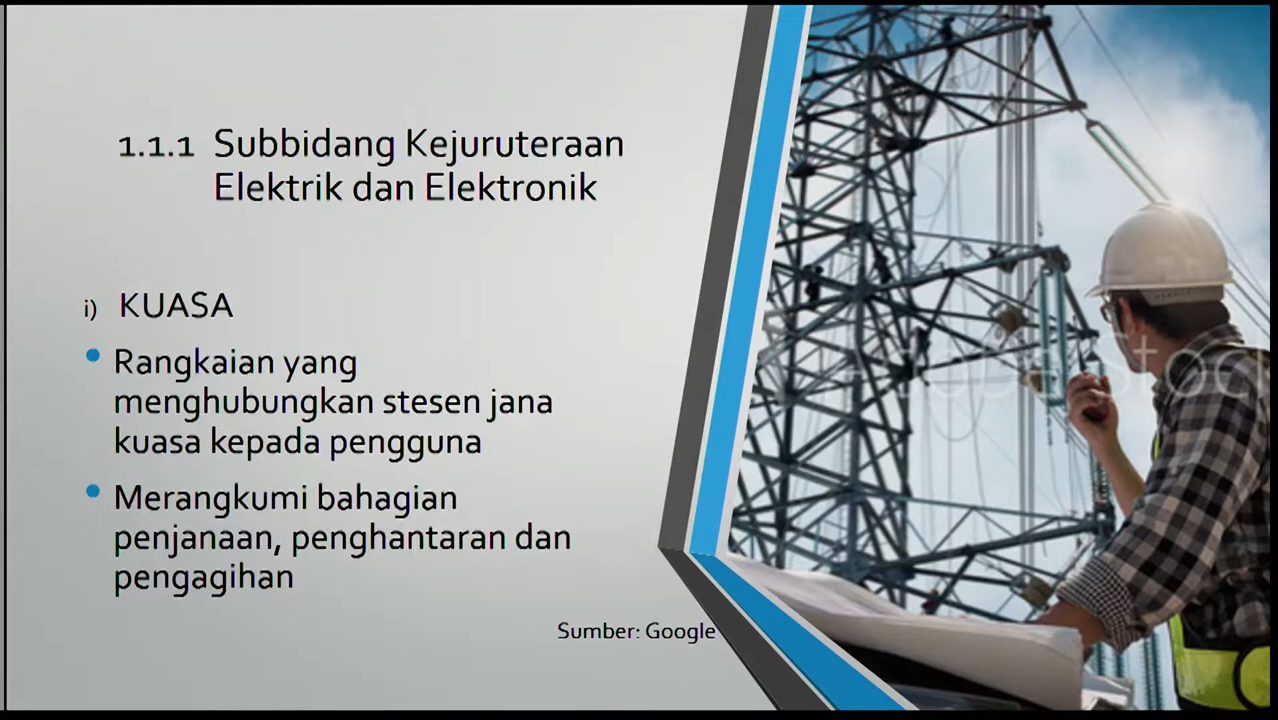 1.1.1 Subbidang Kejuruteraan
Elektrik dan Elektronik
i) KUASA
• Rangkaian yang
menghubungkan stesen jana
kuasa kepada pengguna
• Merangkumi bahagian
penjanaan, penghantaran dan
pengagihan
Sumber: Google